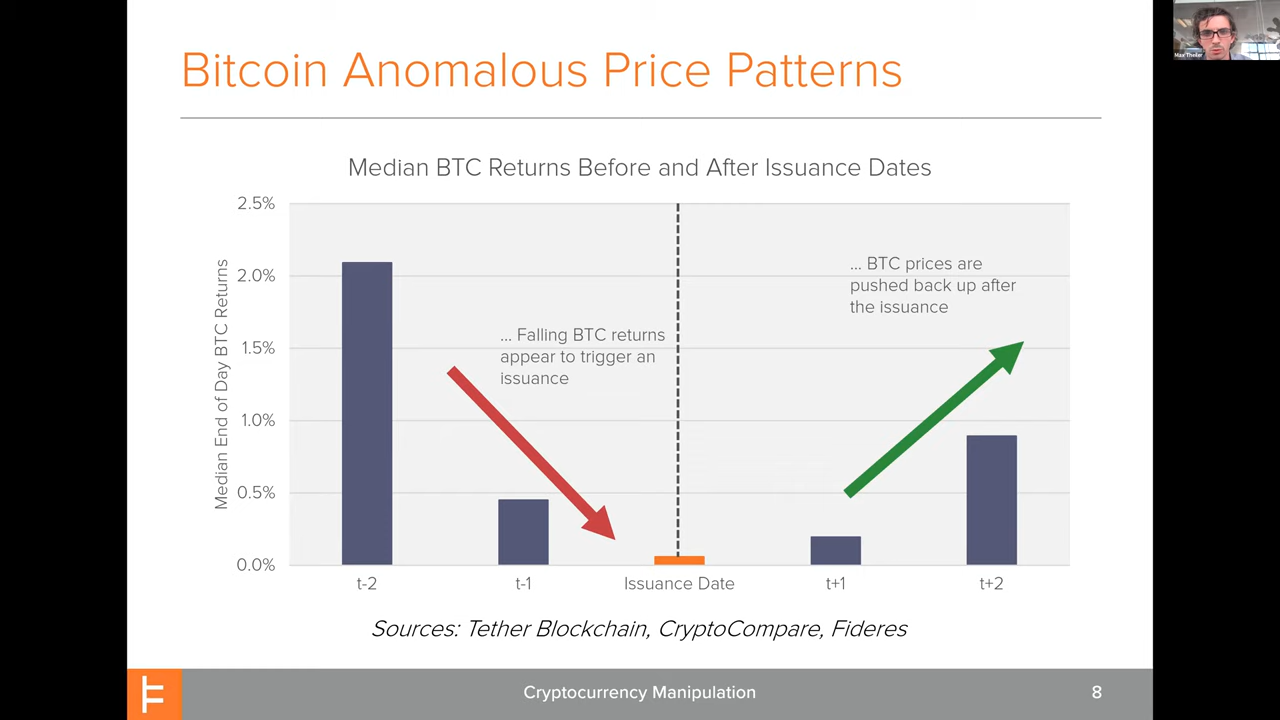 Bitcoin Anomalous Price Patterns
Max Theiler
Median BTC Returns Before and After Issuance Dates
Median End of Day BTC Returns
2.5%
2.0%
1.5%
1.0%
0.5%
0.0%
... Falling BTC returns
appear to trigger an
issuance
... BTC prices are
pushed back up after
the issuance
t-2
t-1
Issuance Date
t+1
t+2
Sources: Tether Blockchain, CryptoCompare, Fideres
Cryptocurrency Manipulation
8